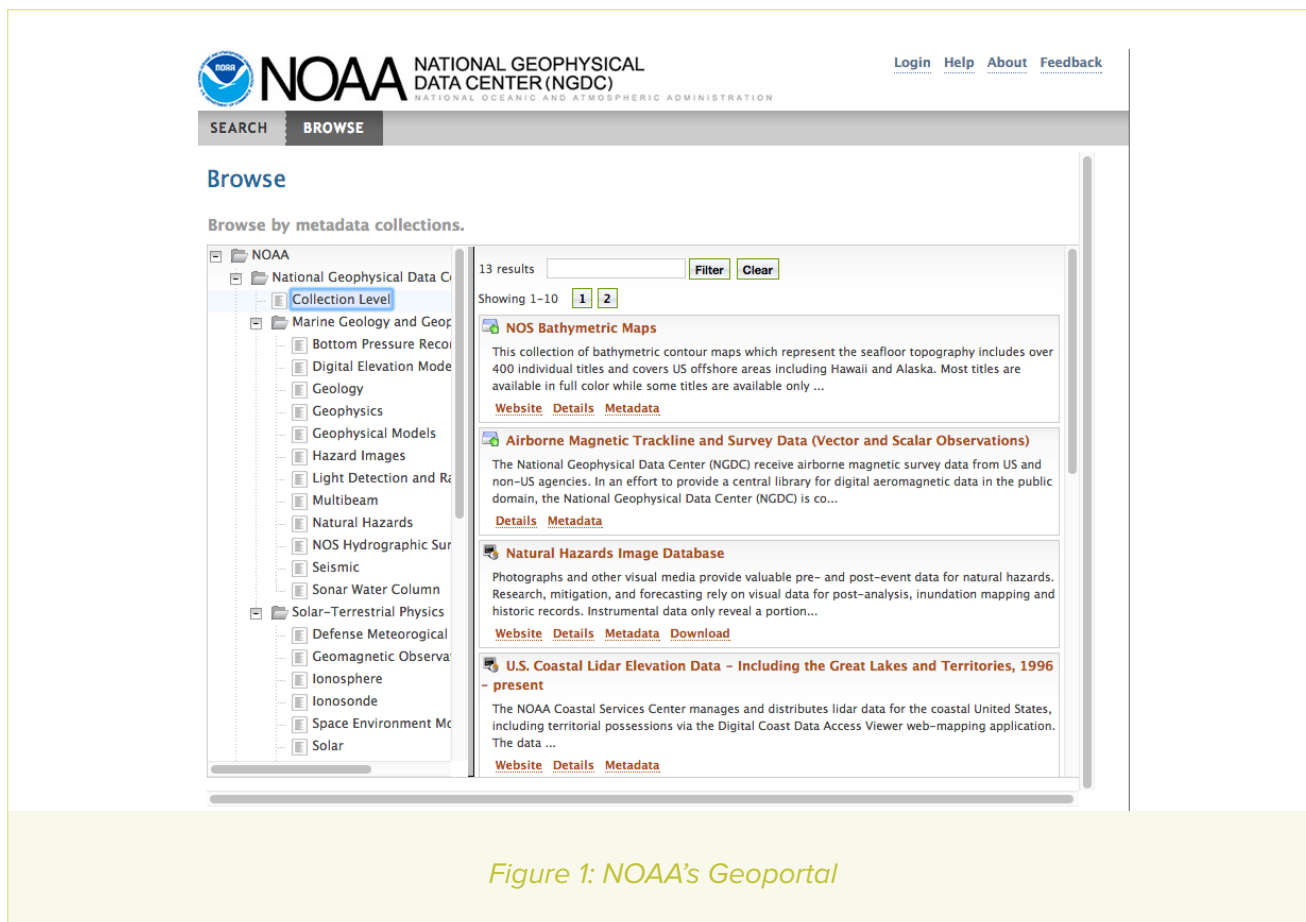 NOAA
NOAA NATIONAL GEOPHYSICAL
DATA CENTER (NGDC)
NATIONAL OCEANIC AND ATMOSPHERIC ADMINISTRATION
Login Help About Feedback
SEARCH BROWSE
Browse
Browse by metadata collections.
NOAA
National Geophysical Data C
Collection Level
Marine Geology and Geop
Bottom Pressure Reco
Digital Elevation Mode
Geology
Geophysics
Geophysical Models
Hazard Images
Light Detection and Ra
Multibeam
Natural Hazards
NOS Hydrographic Sur
Seismic
Sonar Water Column
Solar-Terrestrial Physics
Defense Meteorogical
Geomagnetic Observa
Ionosphere
Ionosonde
Space Environment Mo
Solar
13 results Filter Clear
Showing 1-10 1 2
NOS Bathymetric Maps
This collection of bathymetric contour maps which represent the seafloor topography includes over
400 individual titles and covers US offshore areas including Hawaii and Alaska. Most titles are
available in full color while some titles are available only ...
Website Details Metadata
Airborne Magnetic Trackline and Survey Data (Vector and Scalar Observations)
The National Geophysical Data Center (NGDC) receive airborne magnetic survey data from US and
non-US agencies. In an effort to provide a central library for digital aeromagnetic data in the public
domain, the National Geophysical Data Center (NGDC) is co...
Details Metadata
Natural Hazards Image Database
Photographs and other visual media provide valuable pre- and post-event data for natural hazards.
Research, mitigation, and forecasting rely on visual data for post-analysis, inundation mapping and
historic records. Instrumental data only reveal a portion...
Website Details Metadata Download
U.S. Coastal Lidar Elevation Data - Including the Great Lakes and Territories, 1996
- present
The NOAA Coastal Services Center manages and distributes lidar data for the coastal United States,
including territorial possessions via the Digital Coast Data Access Viewer web-mapping application.
The data ...
Website Details Metadata
Figure 1: NOAA's Geoportal